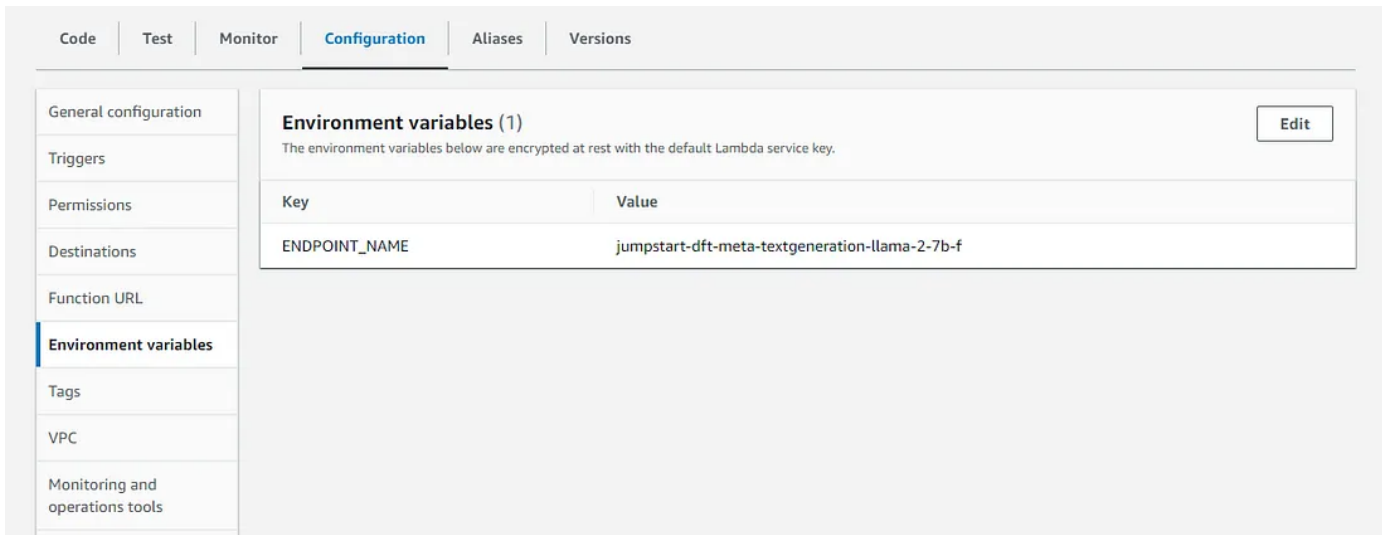 Code Test Monitor Configuration Aliases Versions
General configuration
Triggers
Permissions
Destinations
Function URL
Environment variables
Tags
VPC
Monitoring and
operations tools
Environment variables (1)
Edit
The environment variables below are encrypted at rest with the default Lambda service key.
Key Value
ENDPOINT_NAME jumpstart-dft-meta-textgeneration-llama-2-7b-f